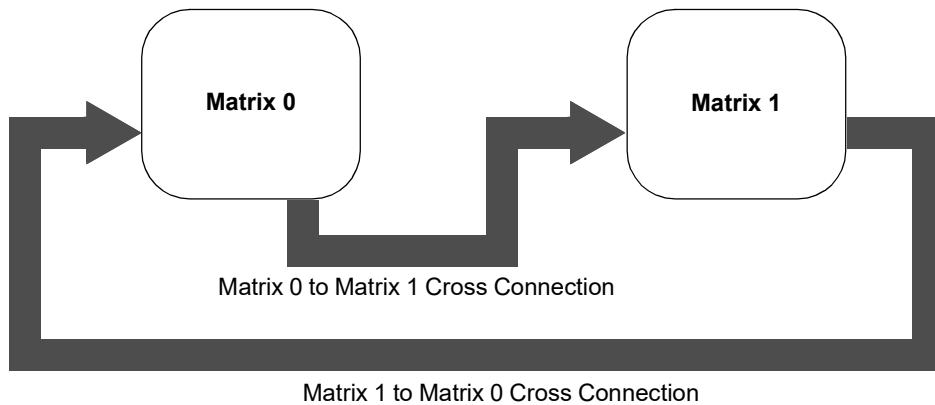 Matrix 0
Matrix 1
Matrix 0 to Matrix 1 Cross Connection
Matrix 1 to Matrix 0 Cross Connection